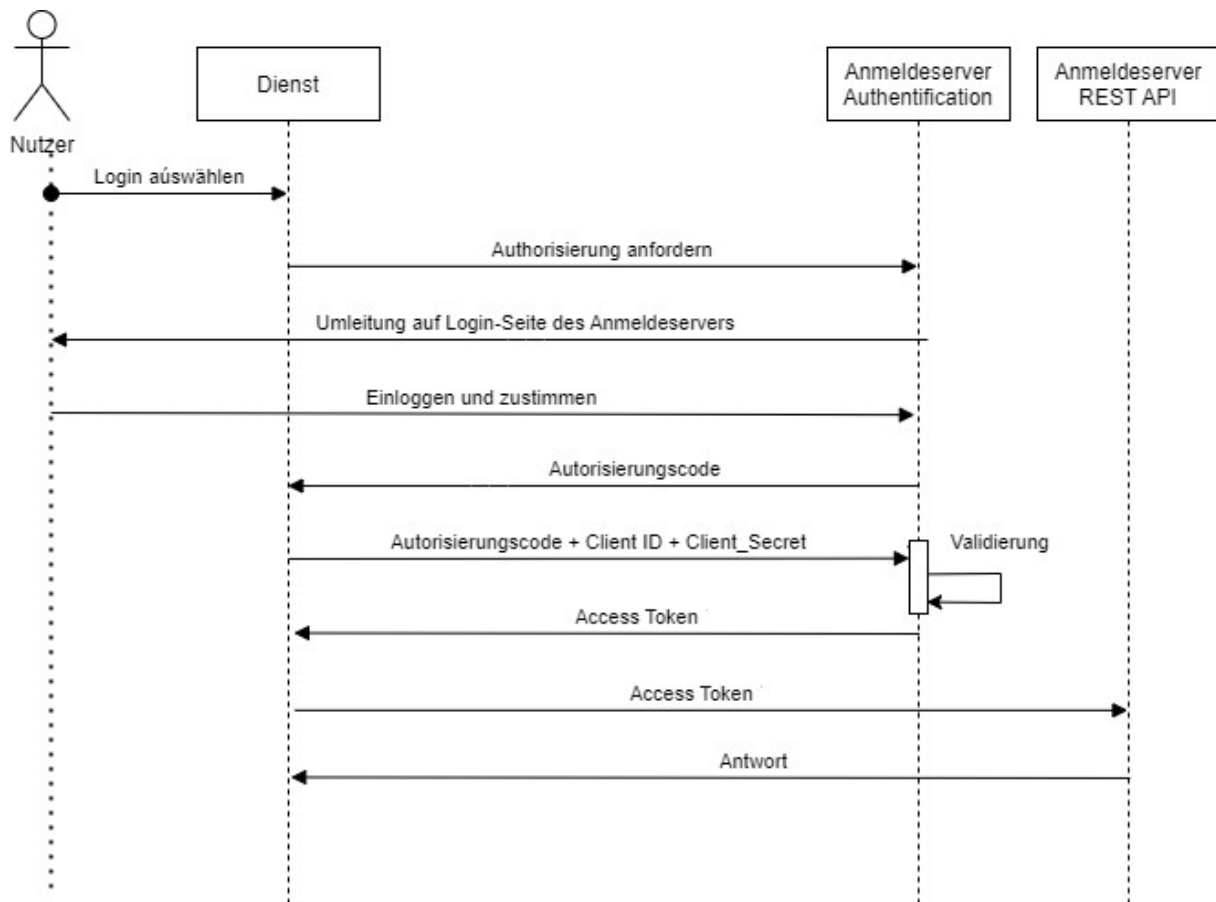 Dienst
Anmeldeserver
Authentification
Anmeldeserver
REST API
Nutzer
Login aúswählen
Authorisierung anfordern
Umleitung auf Login-Seite des Anmeldeservers
Einloggen und zustimmen
Autorisierungscode
Autorisierungscode + Client ID + Client_Secret
Validierung
Access Token
Access Token
Antwort